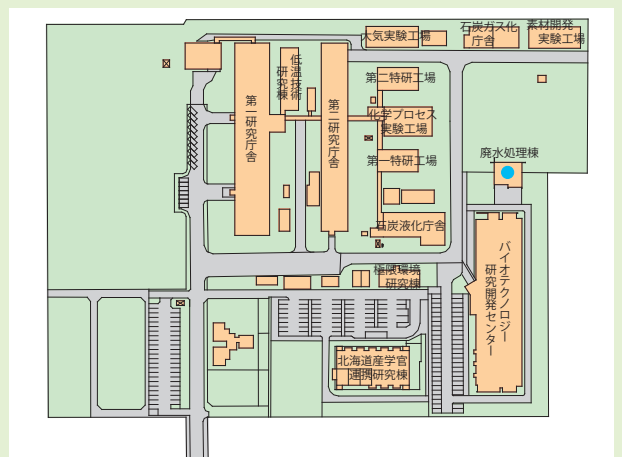 大気実験工場
石炭ガス化
庁舎
素材開発
実験工場
低温技術
研究棟
第二特研工場
第一研究庁舎
第二研究庁舎
化学プロセス
実験工場
第一特研工場
廃水処理棟
石炭液化庁舎
極限環境
研究棟
バイオテクノロジー
研究開発センター
北海道産学官
連携研究棟